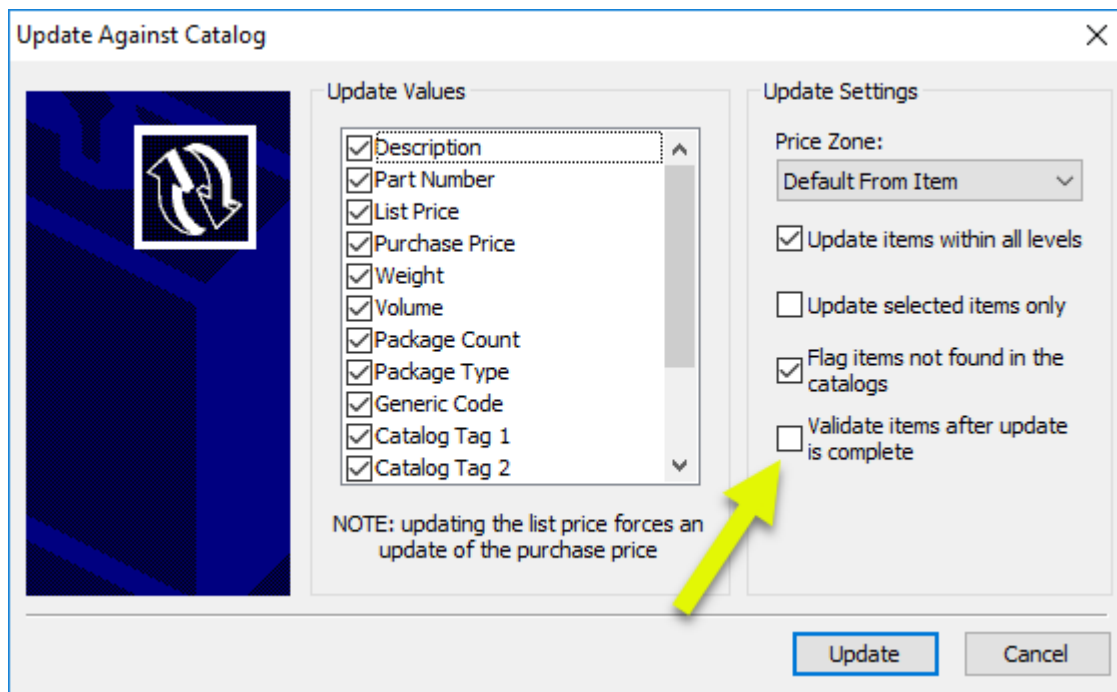 Update Against Catalog
Update Values
Description
Part Number
List Price
Purchase Price
Weight
Volume
Package Count
Package Type
Generic Code
Catalog Tag 1
Catalog Tag 2
NOTE: updating the list price forces an
update of the purchase price
Update Settings
Price Zone:
Default From Item
Update items within all levels
Update selected items only
Flag items not found in the
catalogs
Validate items after update
is complete
Update
Cancel